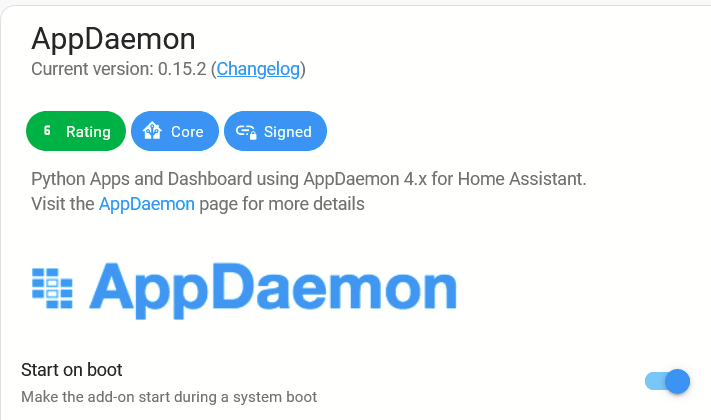 AppDaemon
Current version: 0.15.2 (Changelog)
6 Rating Core Signed
Python Apps and Dashboard using AppDaemon 4.x for Home Assistant.
Visit the AppDaemon page for more details
AppDaemon
Start on boot
Make the add-on start during a system boot